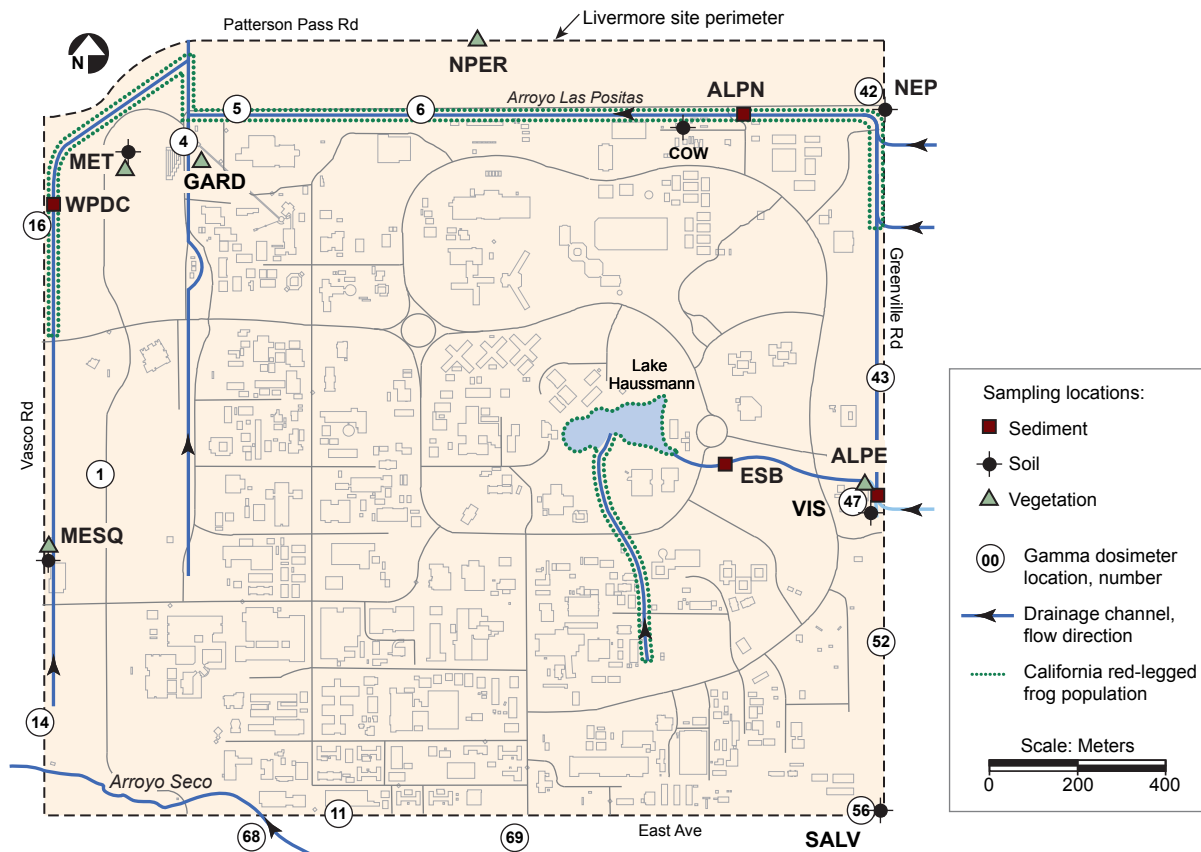 Patterson Pass Rd
Livermore site perimeter
N
NPER
42
NEP
ALPN
5
6
Arroyo Las Positas
4
COW
MET
GARD
WPDC
16
Greenville Rd
Lake
Haussmann
43
Vasco Rd
1
ALPE
ESB
VIS
47
MESQ
52
14
Arroyo Seco
11
56
68
69
East Ave
SALV
Sampling locations:
Sediment
Soil
Vegetation
00
Gamma dosimeter
location, number
Drainage channel,
flow direction
California red-legged
frog population
Scale: Meters
0 200 400